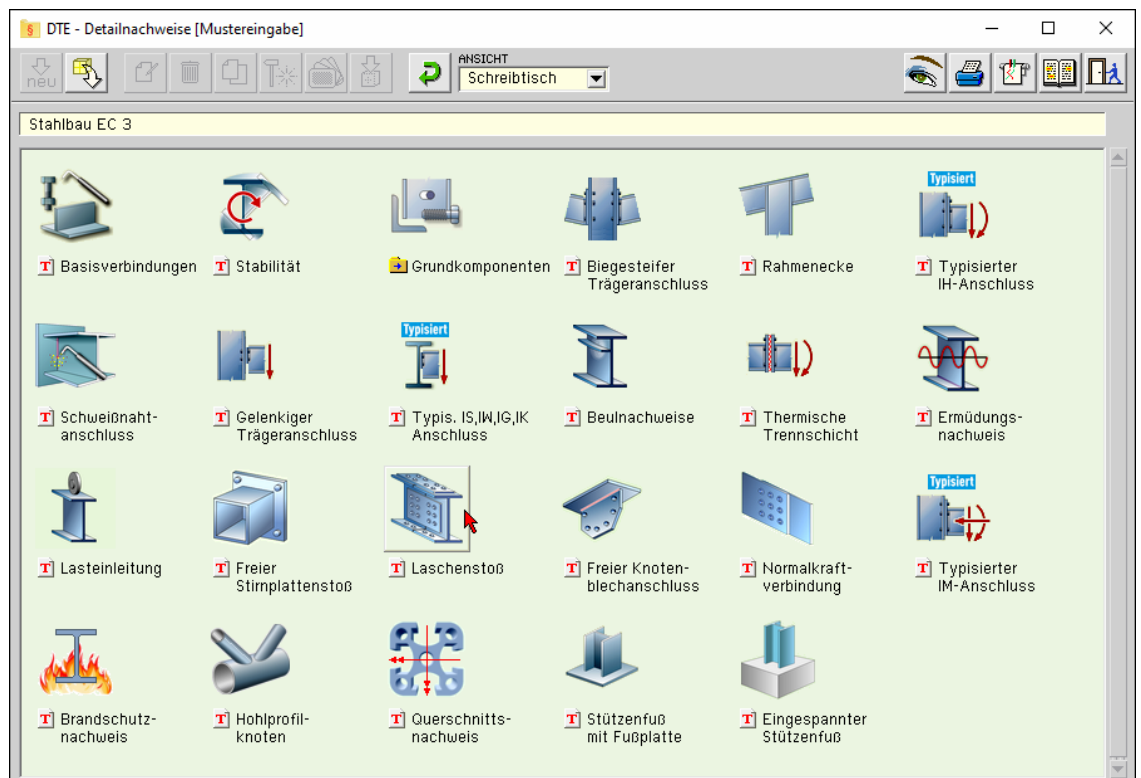 DTE - Detailnachweise [Mustereingabe]
neu
ANSICHT
Schreibtisch
Stahlbau EC 3
Basisverbindungen
Stabilität
Grundkomponenten
Biegesteifer
Trägeranschluss
Rahmenecke
Typisiert
Typisierter
IH-Anschluss
Schweißnaht-
anschluss
Gelenkiger
Trägeranschluss
Typisiert
Typis. IS,IW,IG,IK
Anschluss
Beulnachweise
Thermische
Trennschicht
Ermüdungs-
nachweis
Lasteinleitung
Freier
Stirnplattenstoß
Laschenstoß
Freier Knoten-
blechanschluss
Normalkraft-
verbindung
Typisiert
Typisierter
IM-Anschluss
Brandschutz-
nachweis
Hohlprofil-
knoten
Querschnitts-
nachweis
Stützenfuß
mit Fußplatte
Eingespannter
Stützenfuß